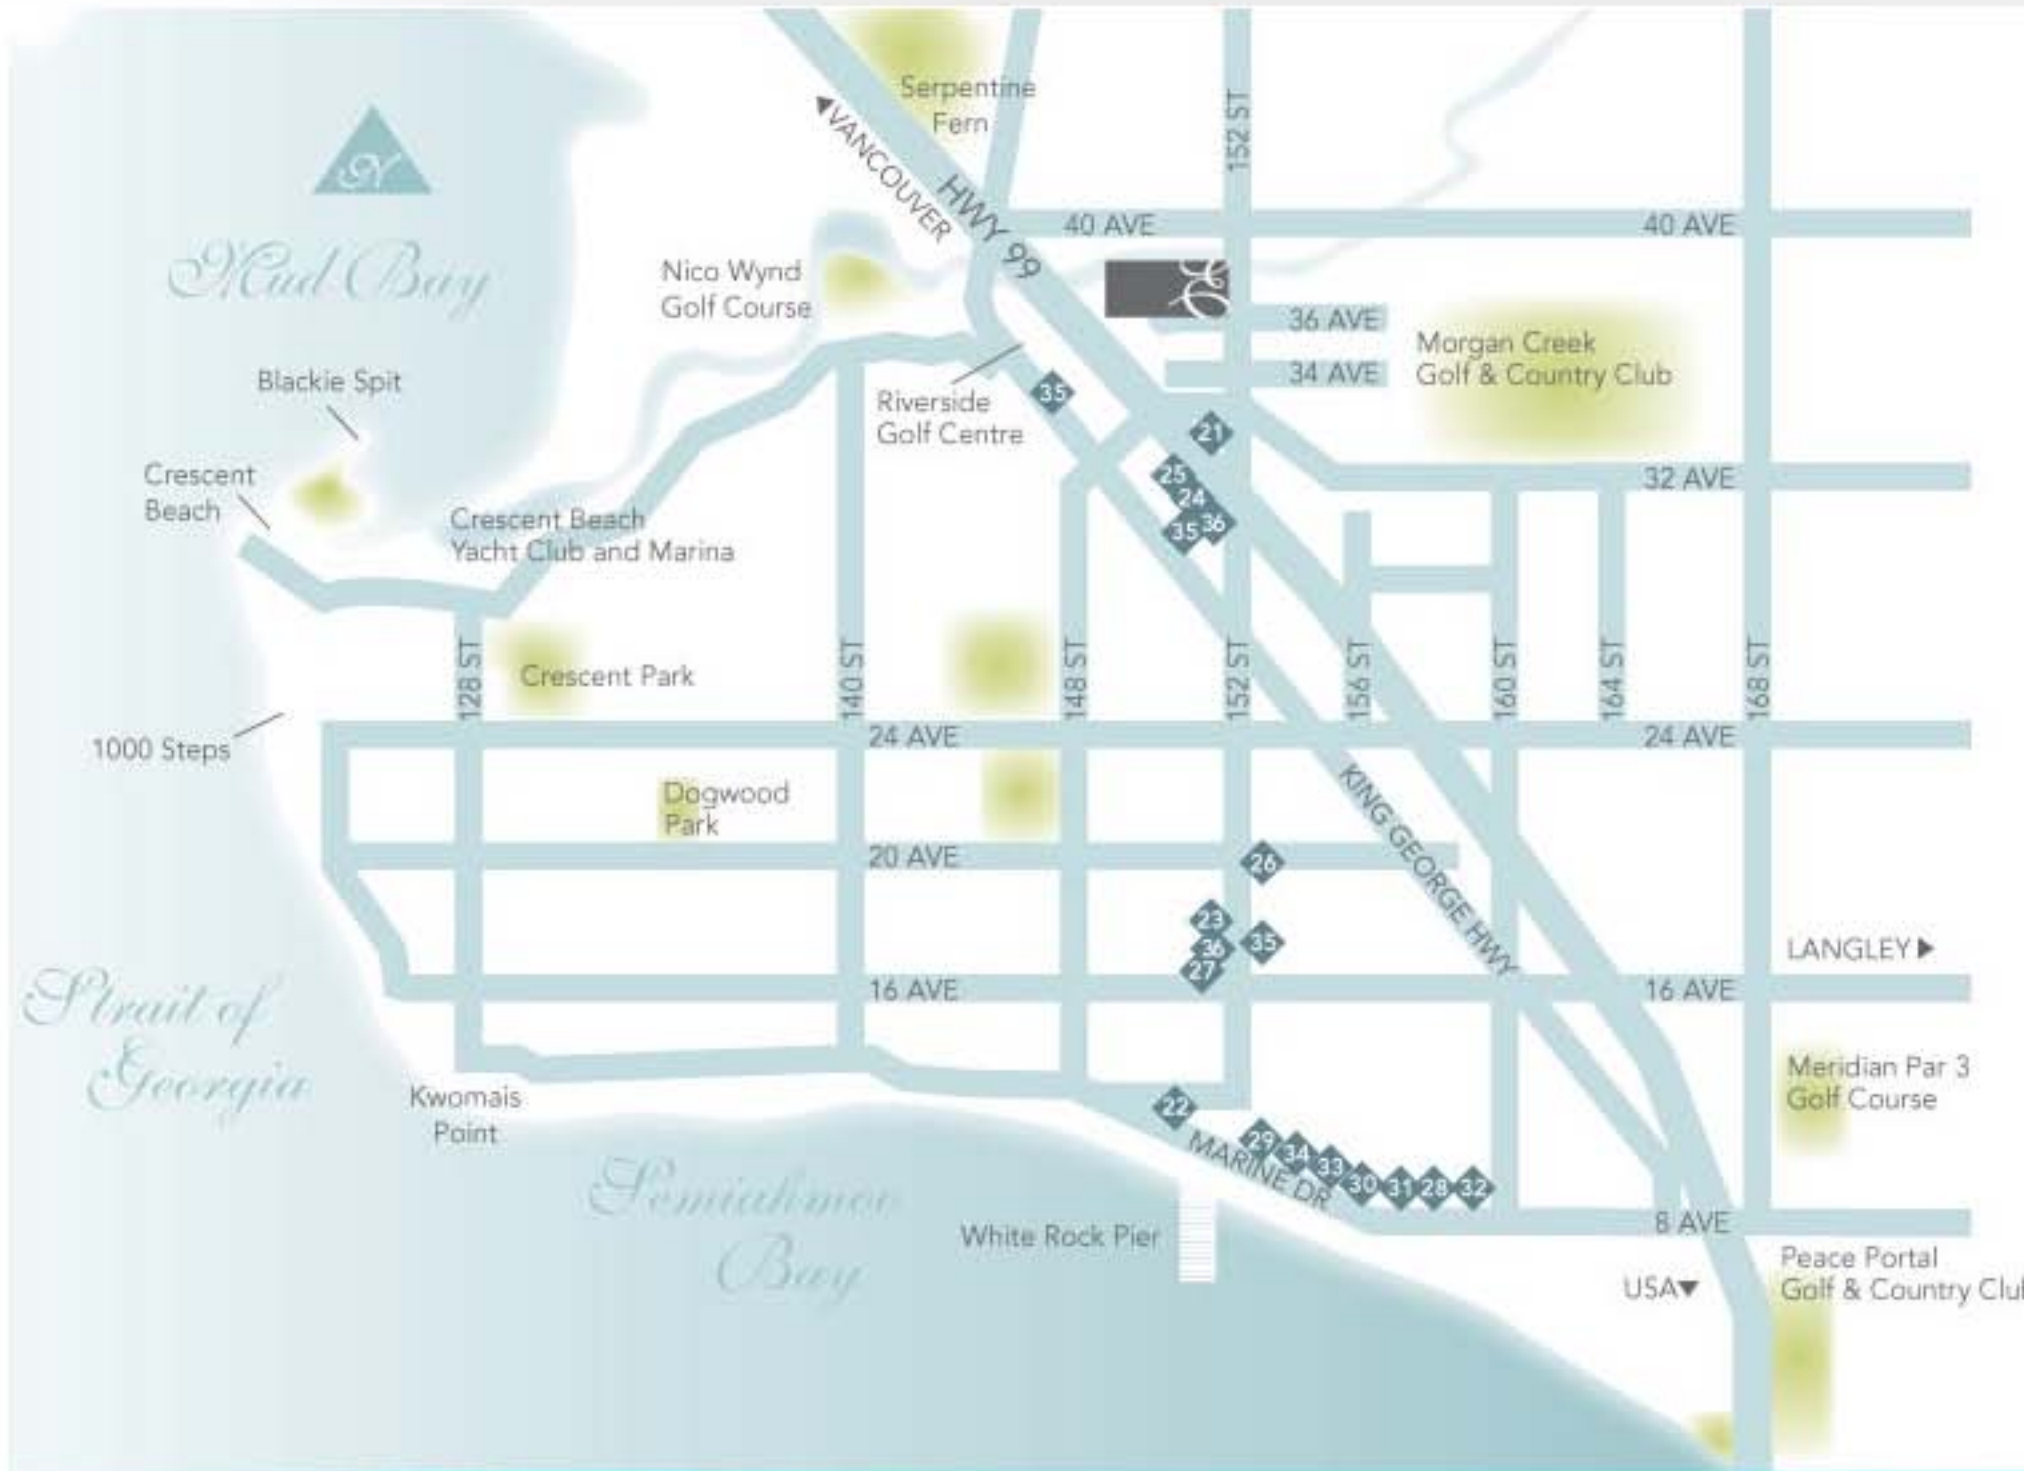 Serpentine
Fern
VANCOUVER
HWY 99
152 ST
40 AVE
40 AVE
N
Mud Bay
Nico Wynd
Golf Course
E
36 AVE
34 AVE
Morgan Creek
Golf & Country Club
Blackie Spit
Riverside
Golf Centre
35
21
Crescent
Beach
25
24
35
36
32 AVE
Crescent Beach
Yacht Club and Marina
128 ST
Crescent Park
140 ST
148 ST
152 ST
156 ST
160 ST
164 ST
168 ST
1000 Steps
24 AVE
24 AVE
Dogwood
Park
KING GEORGE HWY
20 AVE
26
23
36
35
27
LANGLEY
16 AVE
16 AVE
Strait of
Georgia
Kwomais
Point
Meridian Par 3
Golf Course
22
MARINE DR
29
34
33
30
31
28
32
Semiahmoo
Bay
White Rock Pier
8 AVE
USA
Peace Portal
Golf & Country Club